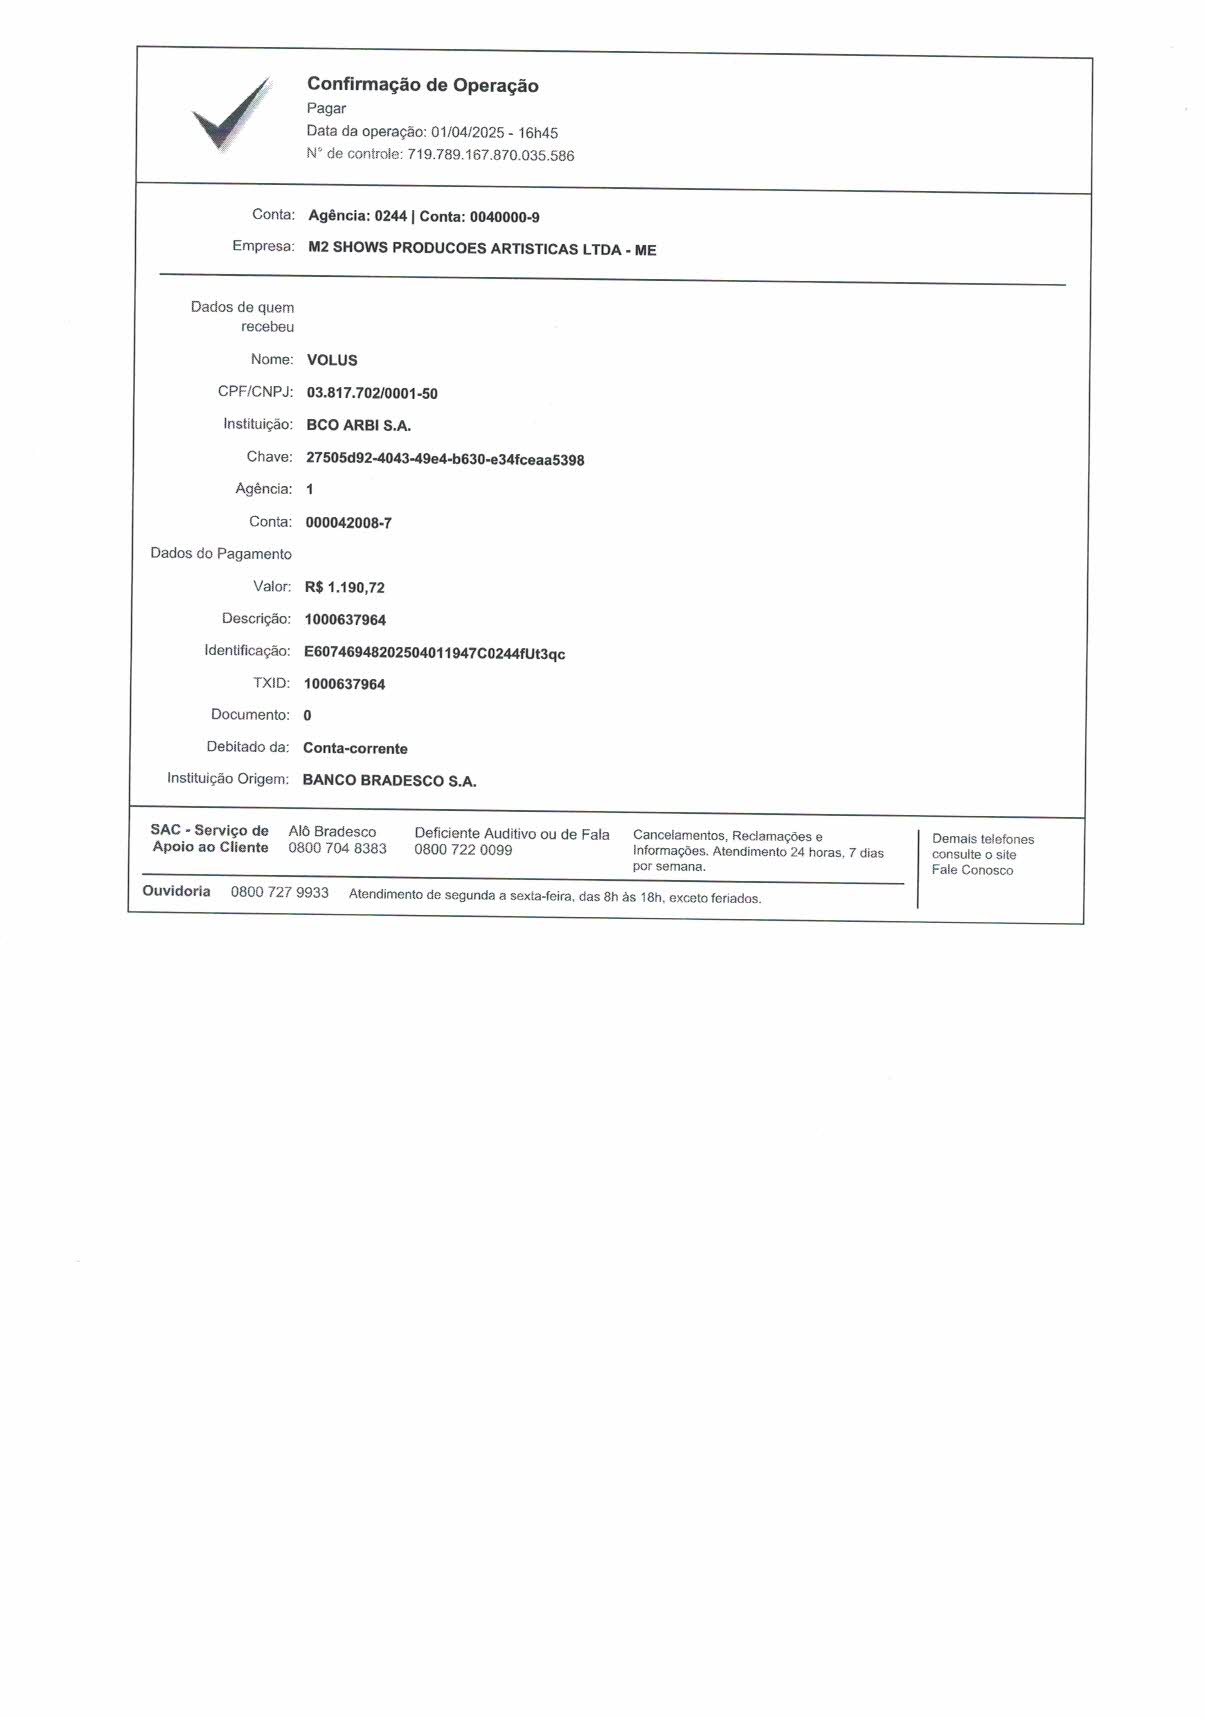 Confirmação de Operação
Pagar
Data da operação: 01/04/2025 - 16h45
N° de controle: 719.789.167.870.035.586
Conta: Agência: 0244 | Conta: 0040000-9
Empresa: M2 SHOWS PRODUCOES ARTISTICAS LTDA - ME
Dados de quem
recebeu
Nome: VOLUS
CPF/CNPJ: 03.817.702/0001-50
Instituição: BCO ARBI S.A.
Chave: 27505d92-4043-49e4-b630-e34fceaa5398
Agência: 1
Conta: 000042008-7
Dados do Pagamento
Valor: R$ 1.190,72
Descrição: 1000637964
Identificação: E60746948202504011947C0244fUt3qc
TXID: 1000637964
Documento: 0
Debitado da: Conta-corrente
Instituição Origem: BANCO BRADESCO S.A.
SAC - Serviço de
Apoio ao Cliente
Alô Bradesco
0800 704 8383
Deficiente Auditivo ou de Fala
0800 722 0099
Cancelamentos, Reclamações e
Informações. Atendimento 24 horas, 7 dias
por semana.
Demais telefones
consulte o site
Fale Conosco
Ouvidoria 0800 727 9933 Atendimento de segunda a sexta-feira, das 8h às 18h, exceto feriados.